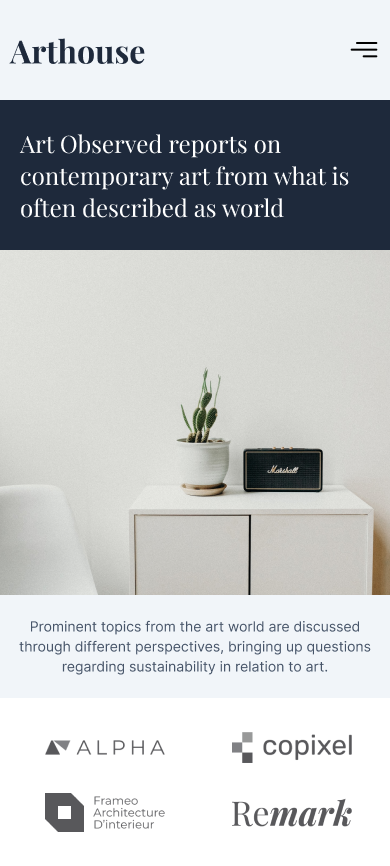 Arthouse
Art Observed reports on
contemporary art from what is
often described as world
Marshall
Prominent topics from the art world are discussed
through different perspectives, bringing up questions
regarding sustainability in relation to art.
ALPHA
copixel
Frameo
Architecture
D'interieur
Remark